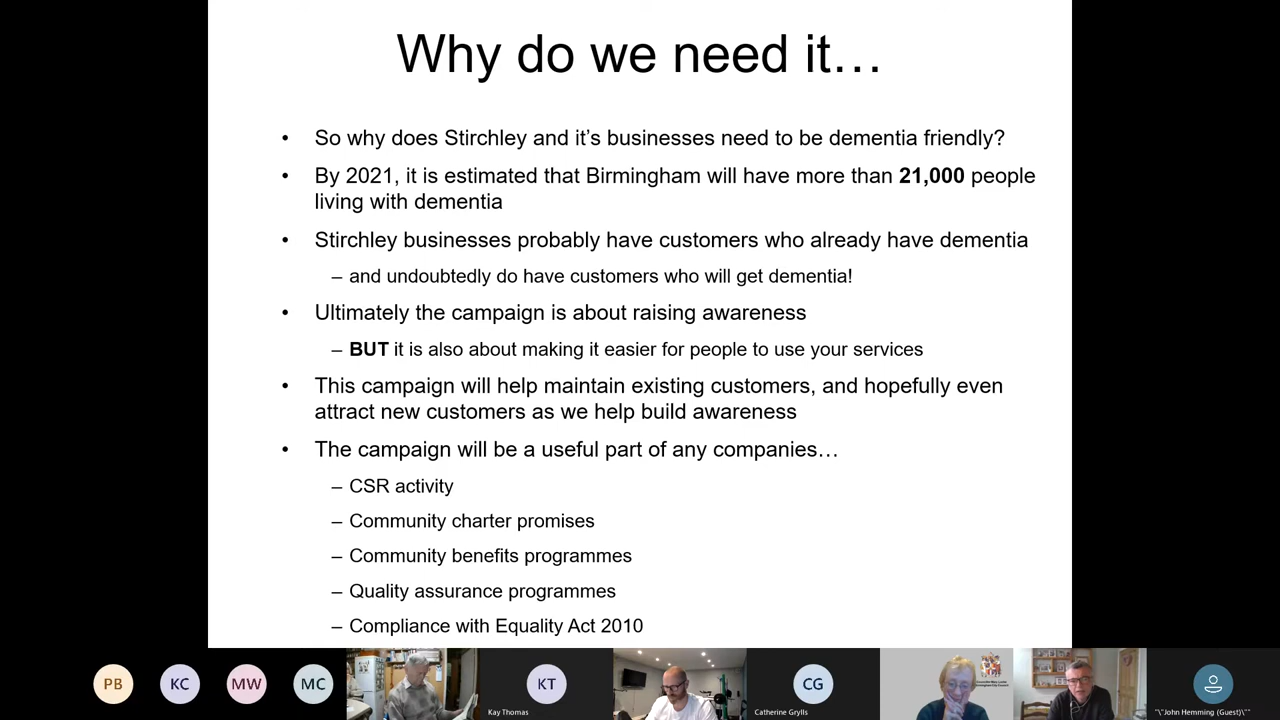 Why do we need it…
• So why does Stirchley and it’s businesses need to be dementia friendly?
• By 2021, it is estimated that Birmingham will have more than 21,000 people
living with dementia
• Stirchley businesses probably have customers who already have dementia
– and undoubtedly do have customers who will get dementia!
• Ultimately the campaign is about raising awareness
– BUT it is also about making it easier for people to use your services
• This campaign will help maintain existing customers, and hopefully even
attract new customers as we help build awareness
• The campaign will be a useful part of any companies…
– CSR activity
– Community charter promises
– Community benefits programmes
– Quality assurance programmes
– Compliance with Equality Act 2010
PB
KC
MW
MC
KT
Kay Thomas
CG
Catherine Grylls
"\"John Hemming (Guest)\""